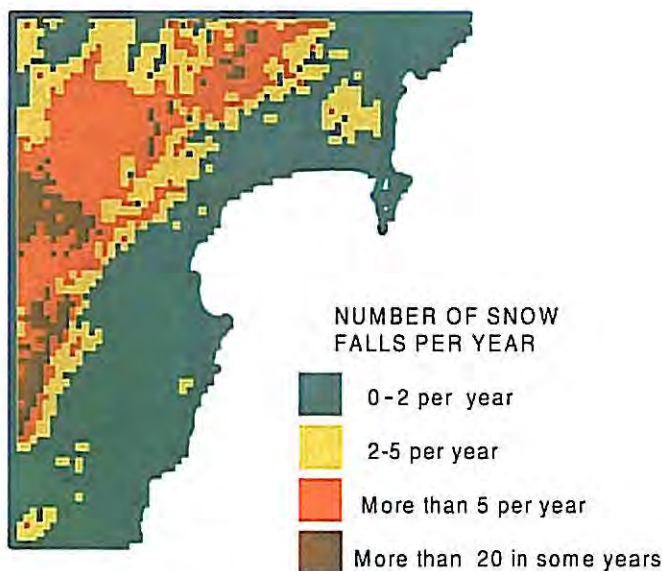 NUMBER OF SNOW
FALLS PER YEAR
0-2 per year
2-5 per year
More than 5 per year
More than 20 in some years